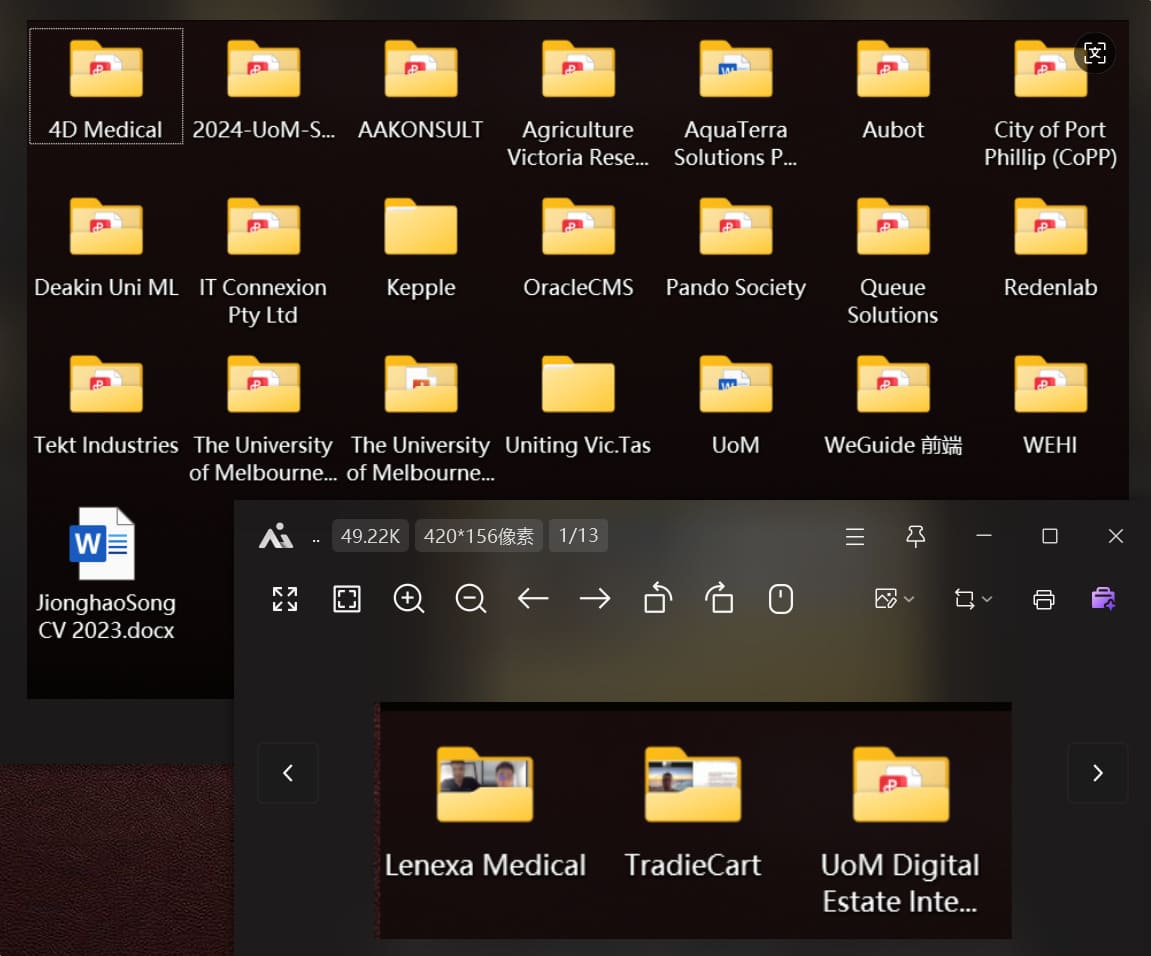 4D Medical
2024-UoM-S...
AAKONSULT
Agriculture
Victoria Rese...
AquaTerra
Solutions P...
Aubot
City of Port
Phillip (CoPP)
Deakin Uni ML
IT Connexion
Pty Ltd
Kepple
OracleCMS
Pando Society
Queue
Solutions
Redenlab
Tekt Industries
The University
of Melbourne...
The University
of Melbourne...
Uniting Vic.Tas
UoM
WeGuide 前端
WEHI
W
JionghaoSong
CV 2023.docx
.. 49.22K 420*156像素 1/13
Lenexa Medical
TradieCart
UoM Digital
Estate Inte...